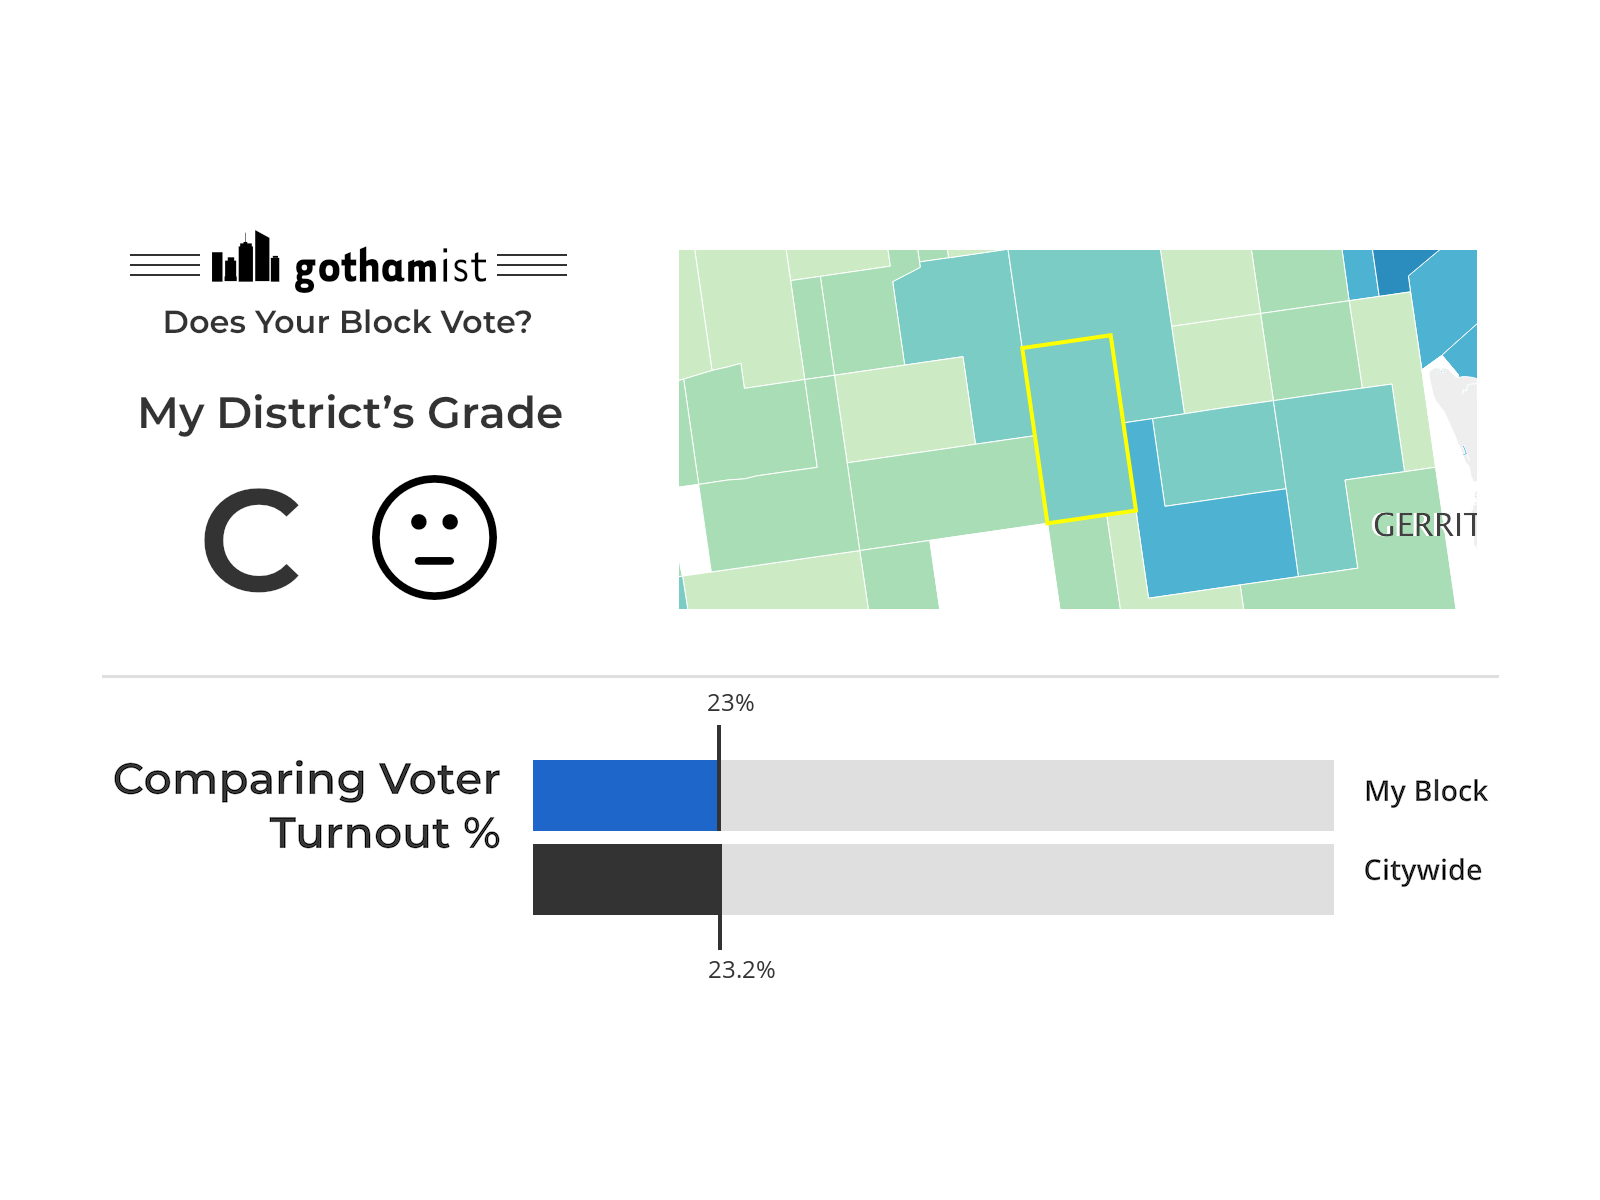 gothamist
Does Your Block Vote?
My District’s Grade
C
GERRIT
23%
Comparing Voter
Turnout %
My Block
Citywide
23.2%